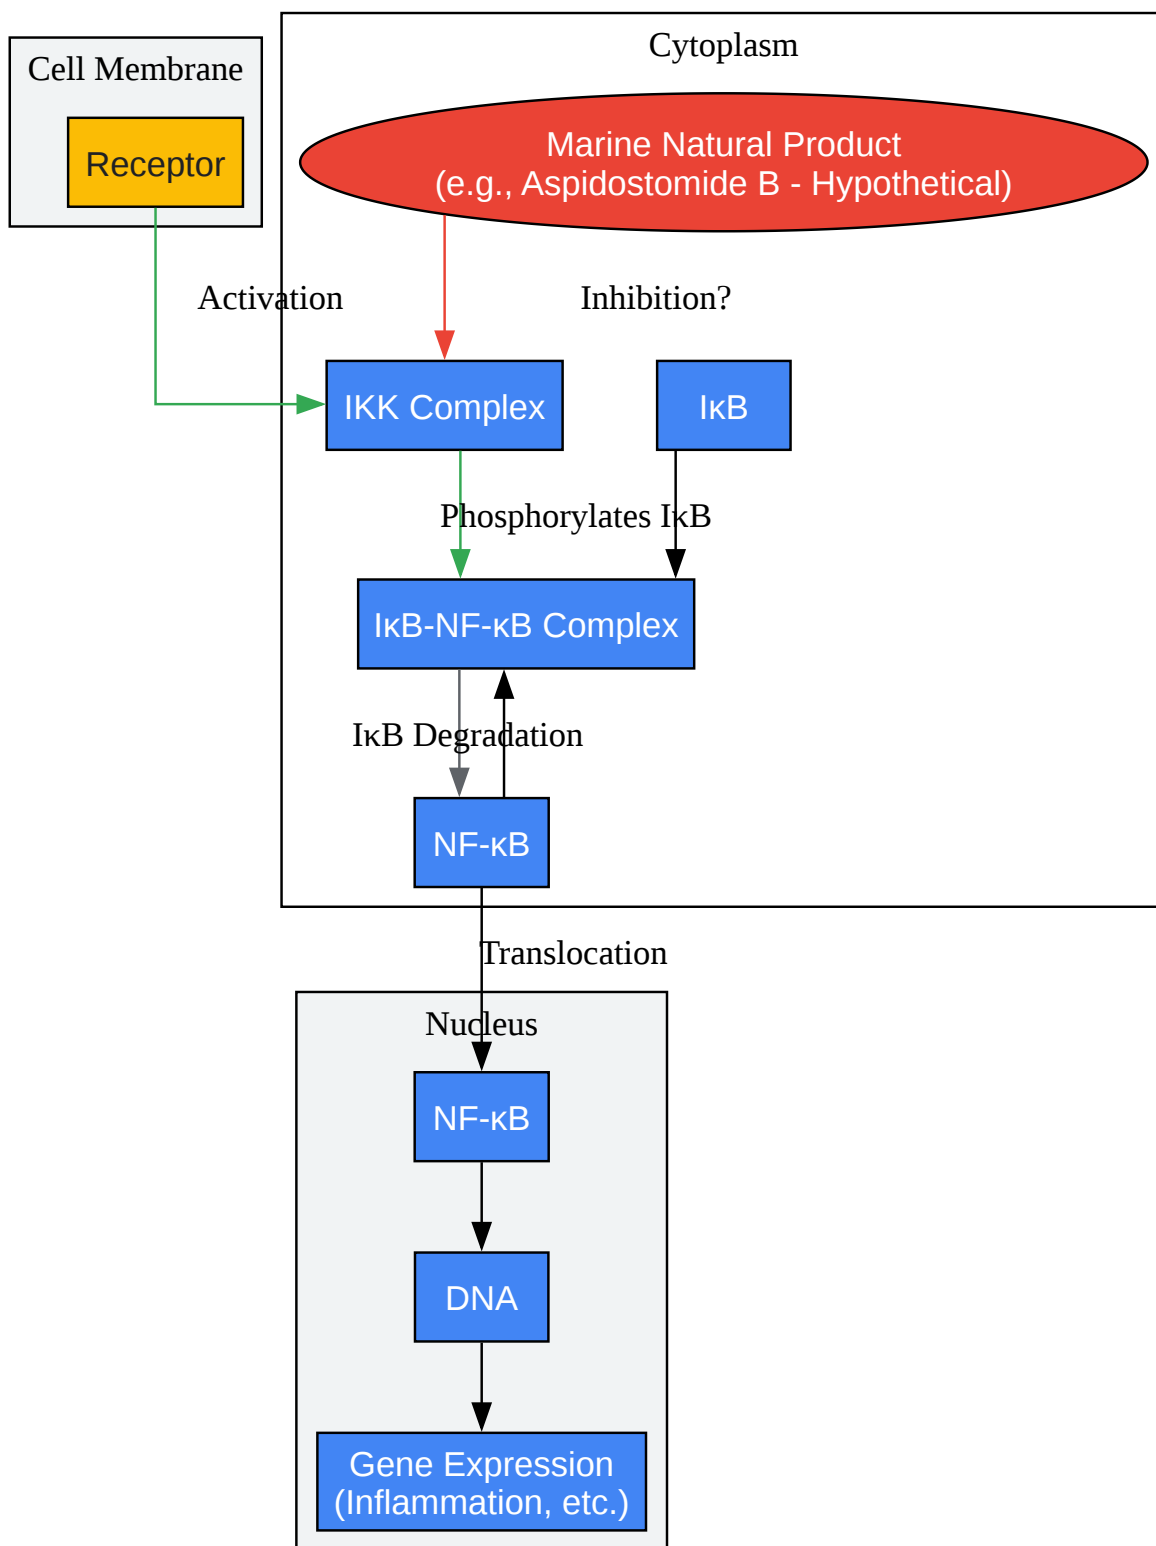 Cytoplasm
Cell Membrane
Receptor
Marine Natural Product
(e.g., Aspidostomide B - Hypothetical)
Activation
Inhibition?
IKK Complex
IκB
Phosphorylates IκB
IκB-NF-κB Complex
IκB Degradation
NF-κB
Translocation
Nucleus
NF-κB
DNA
Gene Expression
(Inflammation, etc.)